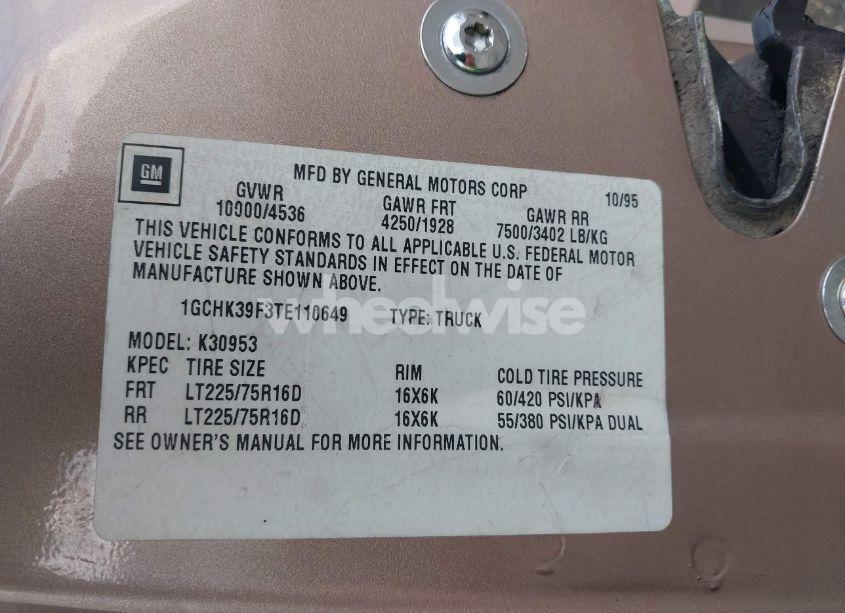 GM
MFD BY GENERAL MOTORS CORP 10/95
GVWR GAWR FRT GAWR RR
10000/4536 4250/1928 7500/3402 LB/KG
THIS VEHICLE CONFORMS TO ALL APPLICABLE U.S. FEDERAL MOTOR
VEHICLE SAFETY STANDARDS IN EFFECT ON THE DATE OF
MANUFACTURE SHOWN ABOVE.
1GCHK39F3TE110649 TYPE: TRUCK
wheelwise
MODEL: K30953
KPEC TIRE SIZE RIM COLD TIRE PRESSURE
FRT LT225/75R16D 16X6K 60/420 PSI/KPA
RR LT225/75R16D 16X6K 55/380 PSI/KPA DUAL
SEE OWNER'S MANUAL FOR MORE INFORMATION.